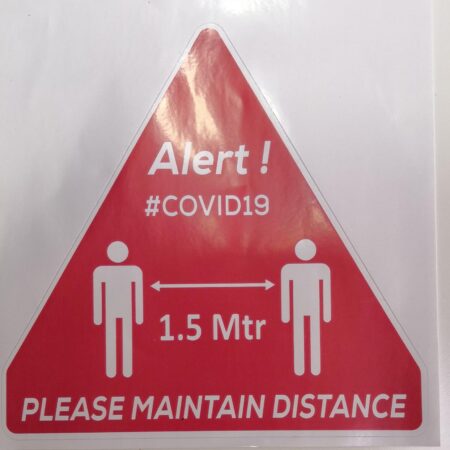 Alert !
#COVID19
1.5 Mtr
PLEASE MAINTAIN DISTANCE